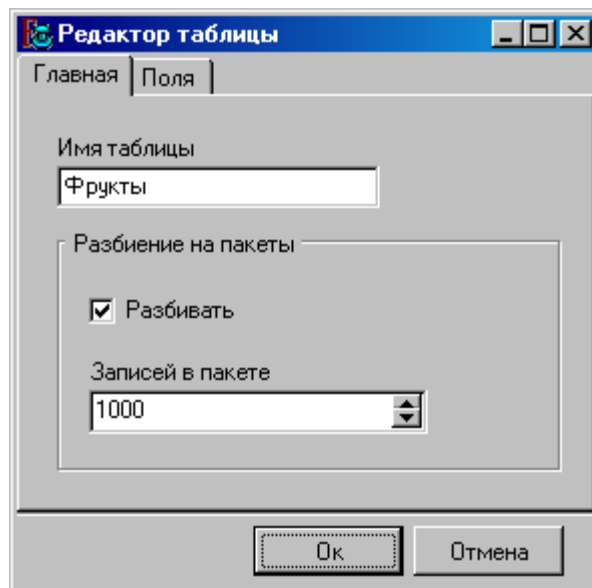 Редактор таблицы
Главная Поля
Имя таблицы
Фрукты
Разбиение на пакеты
Разбивать
Записей в пакете
1000
Ок Отмена